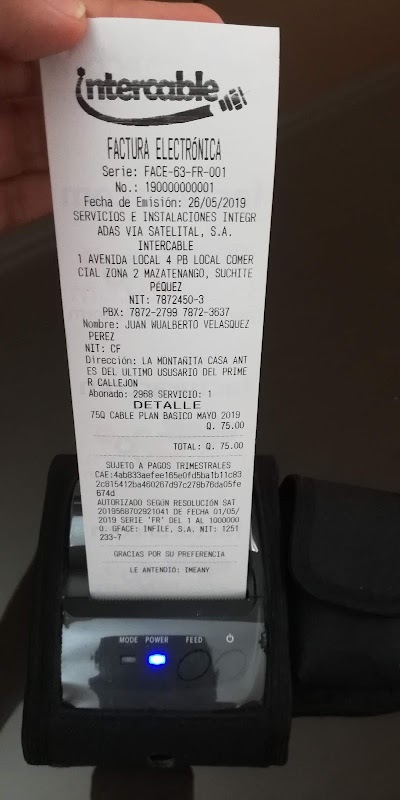 intercable
FACTURA ELECTRÓNICA
Serie: FACE-63-FR-001
No.: 190000000001
Fecha de Emisión: 26/05/2019
SERVICIOS E INSTALACIONES INTEGR
ADAS VIA SATELITAL, S.A.
INTERCABLE
1 AVENIDA LOCAL 4 PB LOCAL COMER
CIAL ZONA 2 MAZATENANGO, SUCHITE
PÉQUEZ
NIT: 7872450-3
PBX: 7872-2799 7872-3637
Nombre: JUAN WUALBERTO VELASQUEZ
PEREZ
NIT: CF
Dirección: LA MONTAÑITA CASA ANT
ES DEL ULTIMO USUSARIO DEL PRIME
R CALLEJON
Abonado: 2968 SERVICIO: 1
DETALLE
75Q CABLE PLAN BASICO MAYO 2019
Q. 75.00
TOTAL: Q. 75.00
SUJETO A PAGOS TRIMESTRALES
CAE:4ab833aefee165e0fd5ba1b11c83
2c815412ba460267d97c278b76da05fe
674d
AUTORIZADO SEGÚN RESOLUCIÓN SAT
2019568702921041 DE FECHA 01/05/
2019 SERIE 'FR' DEL 1 AL 1000000
0. GFACE: INFILE, S.A. NIT: 1251
233-7
GRACIAS POR SU PREFERENCIA
LE ANTENDIÓ: IMEANY
MODE POWER FEED